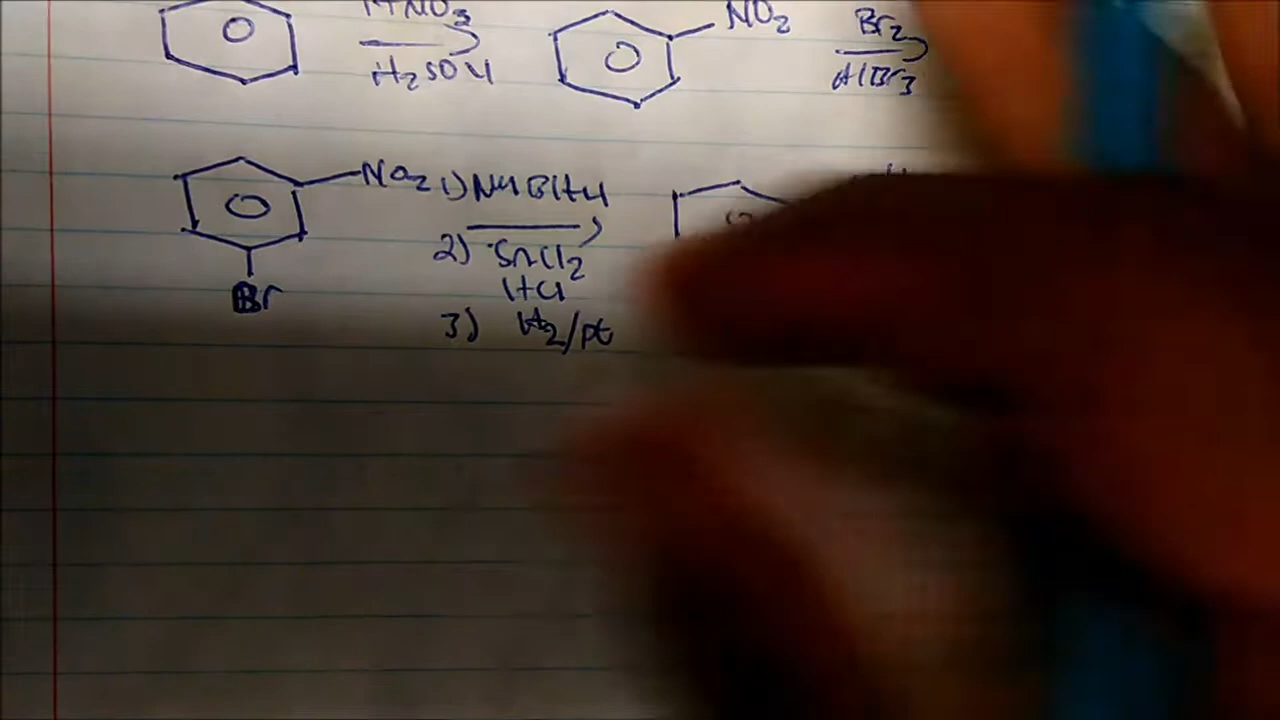 HNO3 NO2 Br2
H2SO4 AlBr3
NO2 1) NaBH4
2) SnCl2
Br HCl
3) H2/pt